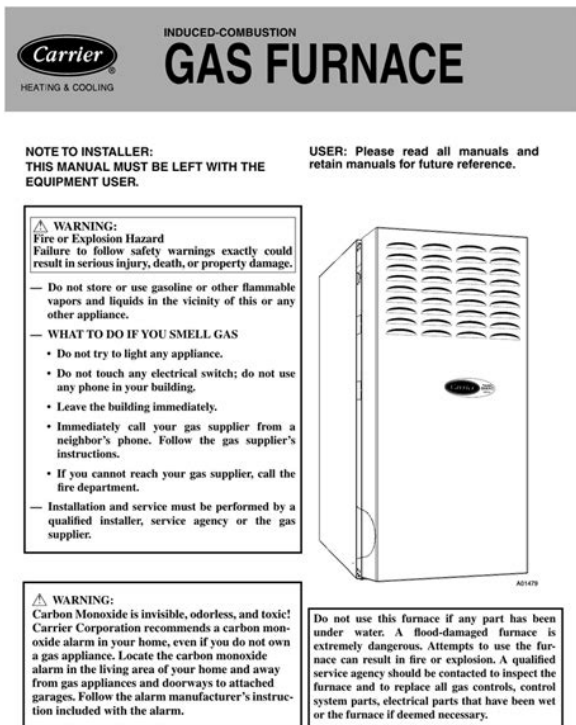 INDUCED-COMBUSTION
Carrier
GAS FURNACE
HEATING & COOLING
NOTE TO INSTALLER:
THIS MANUAL MUST BE LEFT WITH THE
EQUIPMENT USER.
USER: Please read all manuals and
retain manuals for future reference.
⚠ WARNING:
Fire or Explosion Hazard
Failure to follow safety warnings exactly could
result in serious injury, death, or property damage.
— Do not store or use gasoline or other flammable
vapors and liquids in the vicinity of this or any
other appliance.
— WHAT TO DO IF YOU SMELL GAS
• Do not try to light any appliance.
• Do not touch any electrical switch; do not use
any phone in your building.
• Leave the building immediately.
• Immediately call your gas supplier from a
neighbor's phone. Follow the gas supplier's
instructions.
• If you cannot reach your gas supplier, call the
fire department.
— Installation and service must be performed by a
qualified installer, service agency or the gas
supplier.
Carrier
A01479
⚠ WARNING:
Carbon Monoxide is invisible, odorless, and toxic!
Carrier Corporation recommends a carbon mon-
oxide alarm in your home, even if you do not own
a gas appliance. Locate the carbon monoxide
alarm in the living area of your home and away
from gas appliances and doorways to attached
garages. Follow the alarm manufacturer's instruc-
tion included with the alarm.
Do not use this furnace if any part has been
under water. A flood-damaged furnace is
extremely dangerous. Attempts to use the fur-
nace can result in fire or explosion. A qualified
service agency should be contacted to inspect the
furnace and to replace all gas controls, control
system parts, electrical parts that have been wet
or the furnace if deemed necessary.